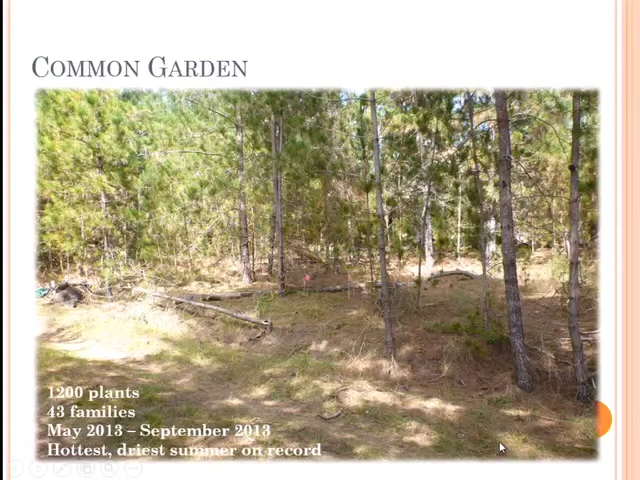 COMMON GARDEN
1200 plants
43 families
May 2013 – September 2013
Hottest, driest summer on record